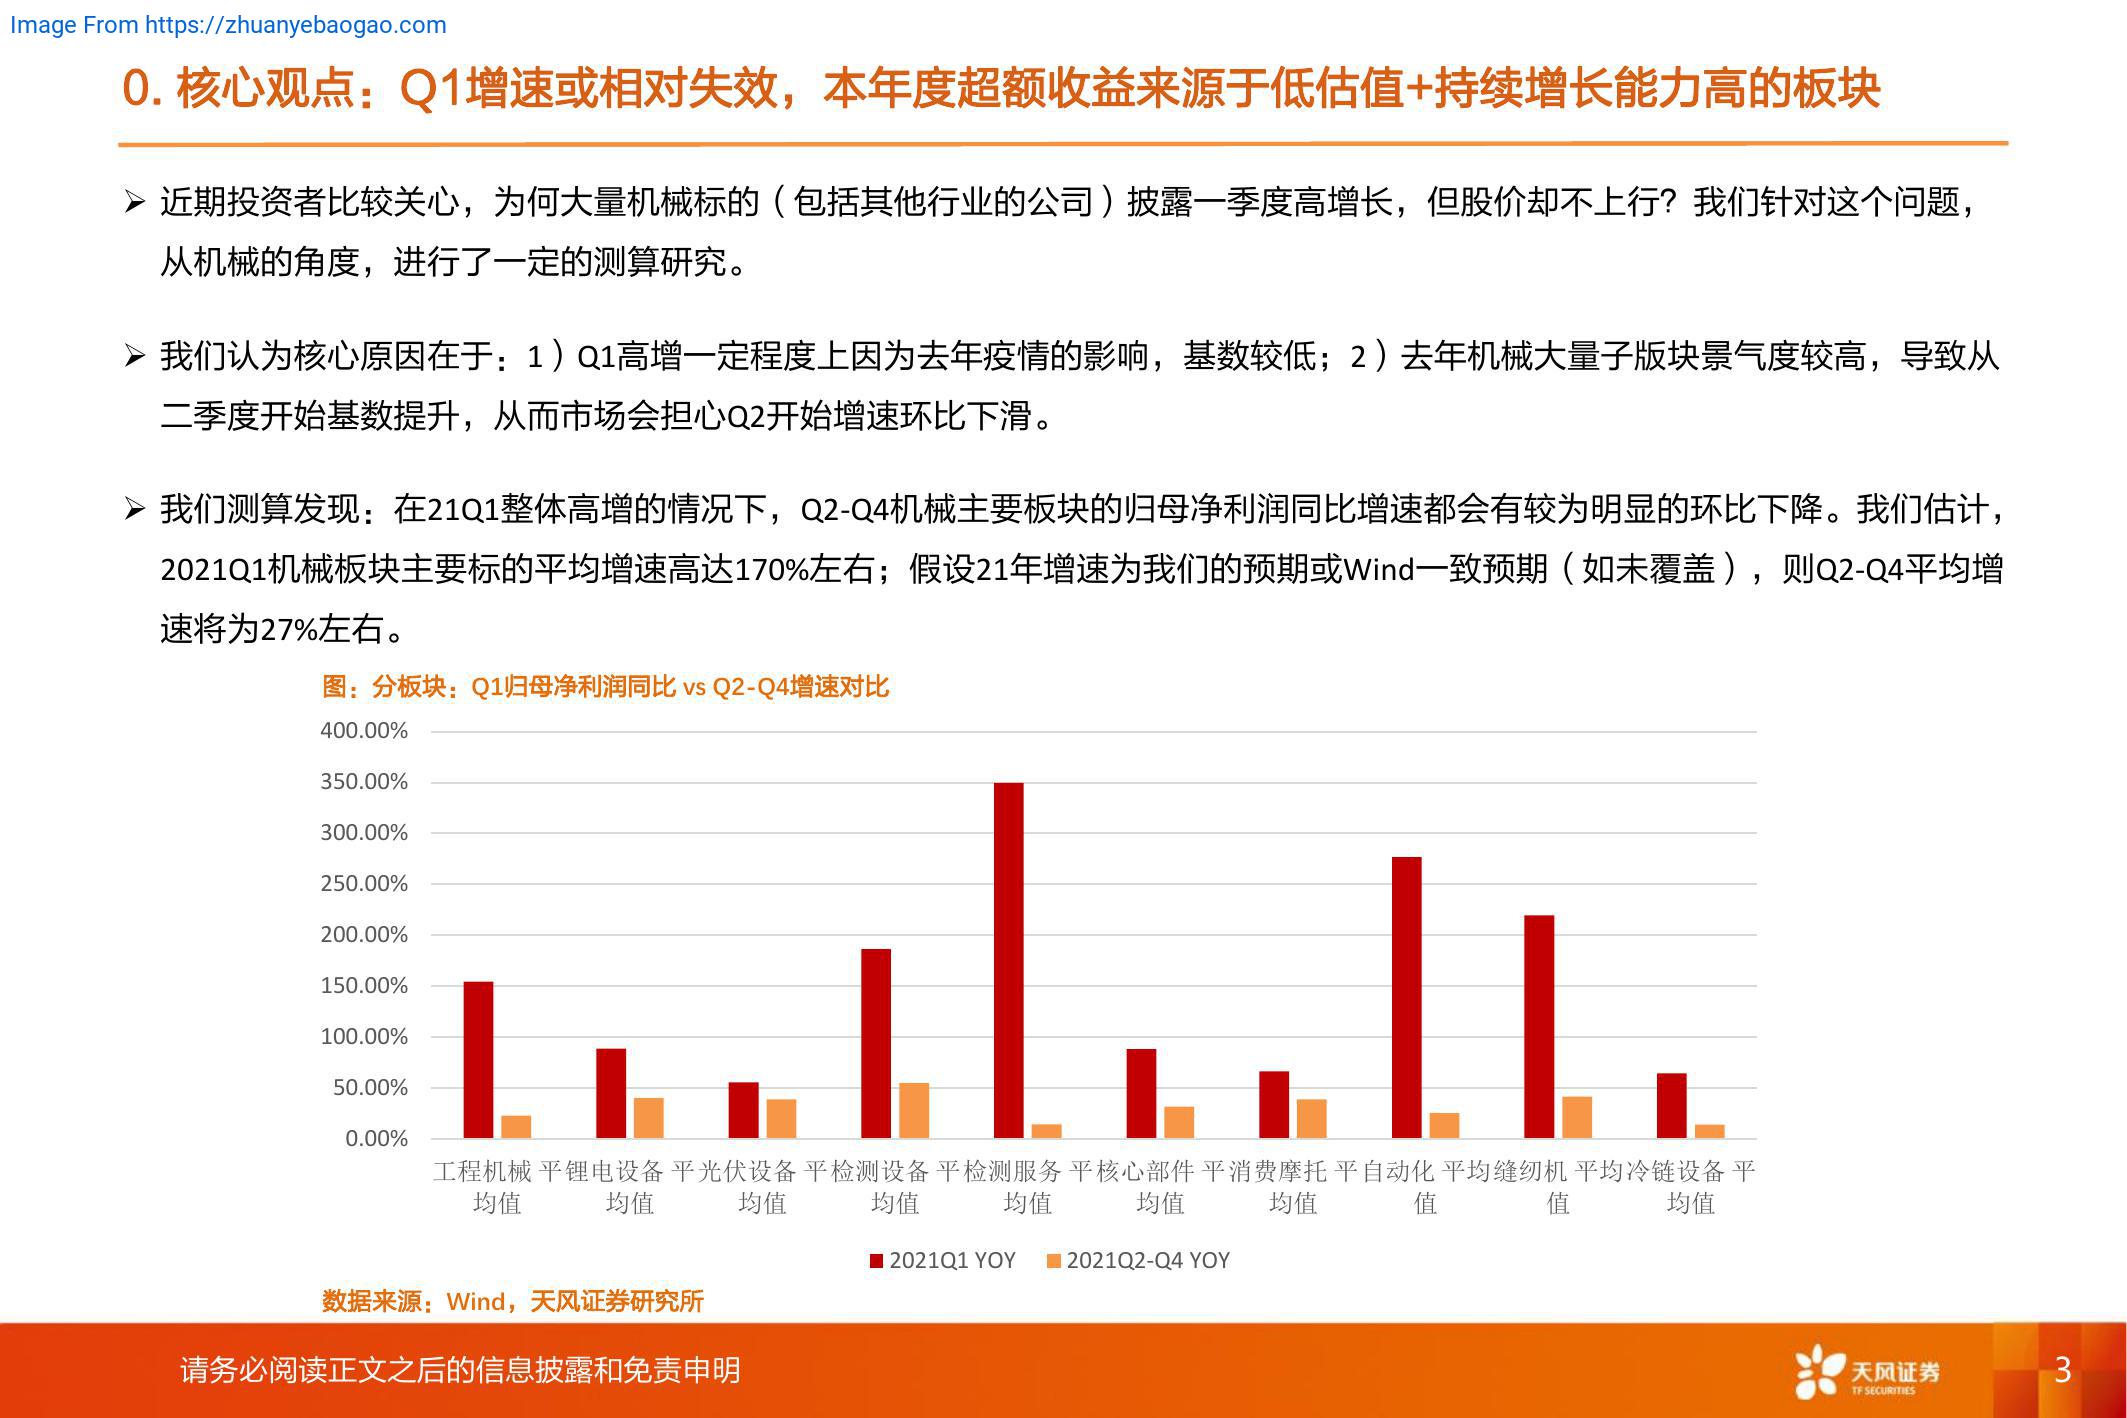 Image From https://zhuanyebaogao.com
0. 核心观点：Q1增速或相对失效，本年度超额收益来源于低估值+持续增长能力高的板块
➢ 近期投资者比较关心，为何大量机械标的（包括其他行业的公司）披露一季度高增长，但股价却不上行？我们针对这个问题，
从机械的角度，进行了一定的测算研究。
➢ 我们认为核心原因在于：1）Q1高增一定程度上因为去年疫情的影响，基数较低；2）去年机械大量子版块景气度较高，导致从
二季度开始基数提升，从而市场会担心Q2开始增速环比下滑。
➢ 我们测算发现：在21Q1整体高增的情况下，Q2-Q4机械主要板块的归母净利润同比增速都会有较为明显的环比下降。我们估计，
2021Q1机械板块主要标的平均增速高达170%左右；假设21年增速为我们的预期或Wind一致预期（如未覆盖），则Q2-Q4平均增
速将为27%左右。
图：分板块：Q1归母净利润同比 vs Q2-Q4增速对比
400.00%
350.00%
300.00%
250.00%
200.00%
150.00%
100.00%
50.00%
0.00%
工程机械 平均值
锂电设备 平均值
光伏设备 平均值
检测设备 平均值
检测服务 平均值
核心部件 平均值
消费摩托 平均值
自动化 平均值
缝纫机 平均值
冷链设备 平均值
2021Q1 YOY
2021Q2-Q4 YOY
数据来源：Wind，天风证券研究所
请务必阅读正文之后的信息披露和免责申明
天风证券
TF SECURITIES
3